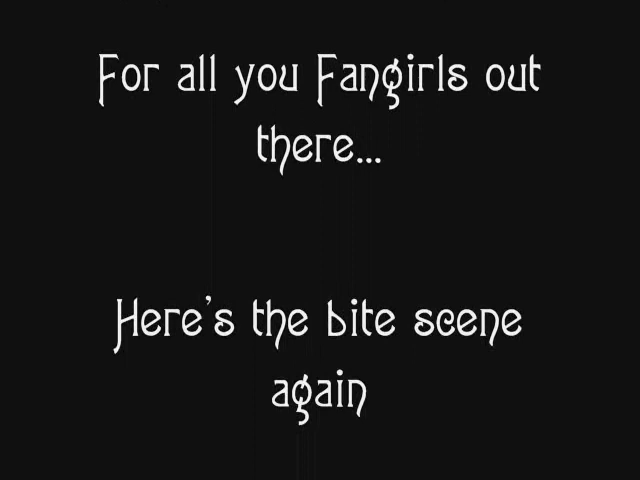 For all you Fangirls out
there...
Here's the bite scene
again